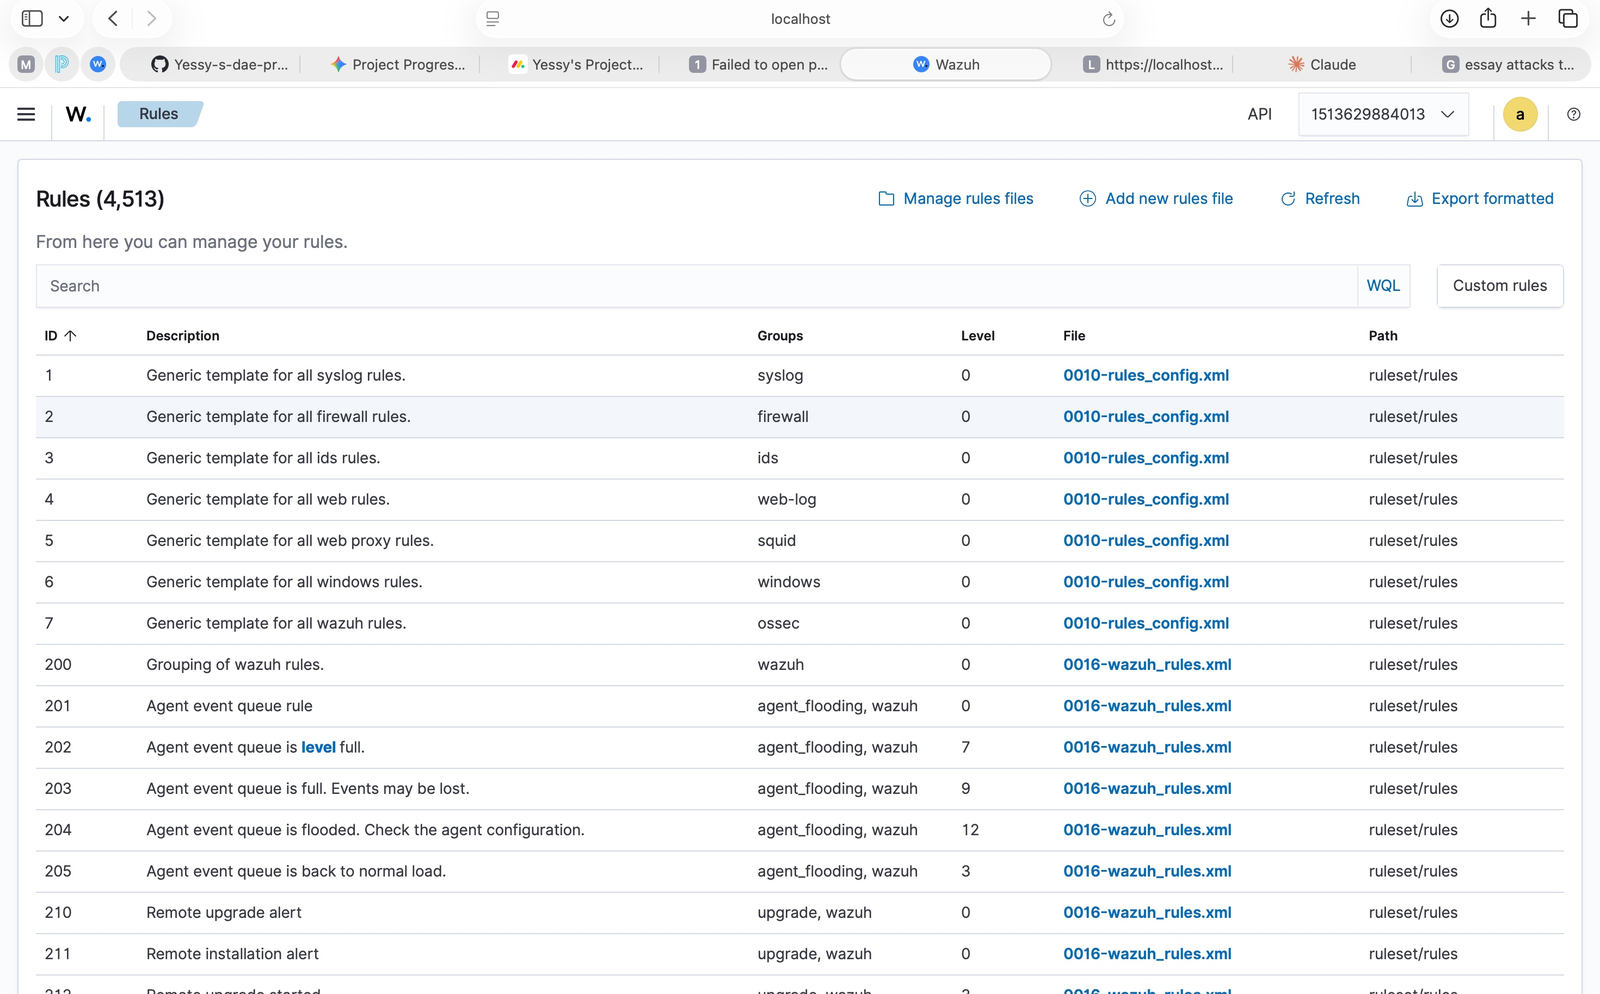 localhost
M
W.
Yessy-s-dae-pr...
Project Progres...
Yessy's Project...
1 Failed to open p...
W. Wazuh
L https://localhost...
Claude
G essay attacks t...
W. Rules API 1513629884013 a
Rules (4,513) Manage rules files Add new rules file Refresh Export formatted
From here you can manage your rules.
Search WQL Custom rules
ID Description Groups Level File Path
1 Generic template for all syslog rules. syslog 0 0010-rules_config.xml ruleset/rules
2 Generic template for all firewall rules. firewall 0 0010-rules_config.xml ruleset/rules
3 Generic template for all ids rules. ids 0 0010-rules_config.xml ruleset/rules
4 Generic template for all web rules. web-log 0 0010-rules_config.xml ruleset/rules
5 Generic template for all web proxy rules. squid 0 0010-rules_config.xml ruleset/rules
6 Generic template for all windows rules. windows 0 0010-rules_config.xml ruleset/rules
7 Generic template for all wazuh rules. ossec 0 0010-rules_config.xml ruleset/rules
200 Grouping of wazuh rules. wazuh 0 0016-wazuh_rules.xml ruleset/rules
201 Agent event queue rule agent_flooding, wazuh 0 0016-wazuh_rules.xml ruleset/rules
202 Agent event queue is level full. agent_flooding, wazuh 7 0016-wazuh_rules.xml ruleset/rules
203 Agent event queue is full. Events may be lost. agent_flooding, wazuh 9 0016-wazuh_rules.xml ruleset/rules
204 Agent event queue is flooded. Check the agent configuration. agent_flooding, wazuh 12 0016-wazuh_rules.xml ruleset/rules
205 Agent event queue is back to normal load. agent_flooding, wazuh 3 0016-wazuh_rules.xml ruleset/rules
210 Remote upgrade alert upgrade, wazuh 0 0016-wazuh_rules.xml ruleset/rules
211 Remote installation alert upgrade, wazuh 0 0016-wazuh_rules.xml ruleset/rules